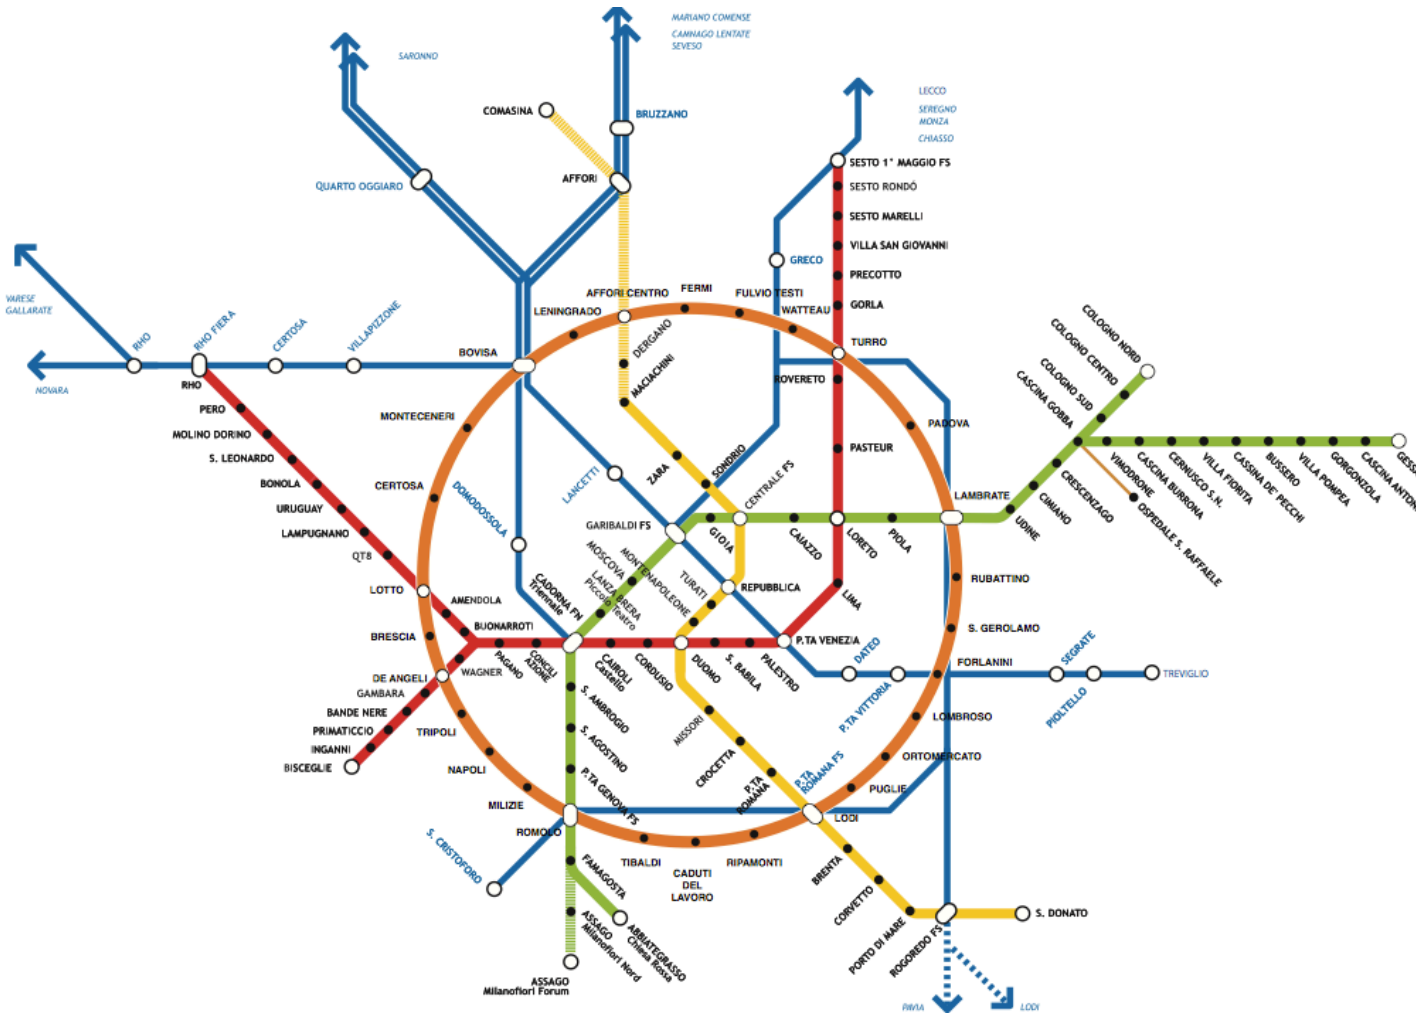 MARIANO COMENSE
CAMNAGO LENTATE
SEVESO
SARONNO
COMASINA
BRUZZANO
LECCO
SEREGNO
MONZA
CHIASSO
AFFORI
QUARTO OGGIARO
SESTO 1° MAGGIO FS
SESTO RONDÓ
SESTO MARELLI
VILLA SAN GIOVANNI
GRECO
PRECOTTO
GORLA
VARESE
GALLARATE
RHO
RHO FIERA
CERTOSA
VILLAPIZZONE
BOVISA
LENINGRADO
AFFORI CENTRO
FERMI
FULVIO TESTI
WATTEAU
TURRO
DERGANO
MACIACHINI
NOVARA
RHO
PERO
MOLINO DORINO
S. LEONARDO
BONOLA
URUGUAY
LAMPUGNANO
QT8
LOTTO
AMENDOLA
BUONARROTI
MONTECENERI
CERTOSA
ROVERETO
PASTEUR
PADOVA
COLOGNO NORD
COLOGNO CENTRO
COLOGNO SUD
CASCINA GOBBA
VIMODRONE
CASCINA BURRONA
CERNUSCO S.N.
VILLA FIORITA
CASSINA DE' PECCHI
BUSSERO
VILLA POMPEA
GORGONZOLA
CASCINA ANTON
GESS
CRESCENZAGO
CIMIANO
UDINE
OSPEDALE S. RAFFAELE
LAMBRATE
ZARA
SONDRIO
CENTRALE FS
LANCETTI
DOMODOSSOLA
GARIBALDI FS
GIOIA
CAIAZZO
LORETO
PIOLA
MOSCOVA
LANZA BRERA
Piccolo Teatro
MONTENAPOLEONE
TURATI
REPUBBLICA
LIMA
RUBATTINO
CADORNA FN
Triennale
BRESCIA
S. GEROLAMO
P.TA VENEZIA
WAGNER
PAGANO
CONCILI
AZIONE
CAIROLI
Castello
CORDUSIO
DUOMO
S. BABILA
PALESTRO
DATEO
P.TA VITTORIA
FORLANINI
SEGRATE
PIOLTELLO
TREVIGLIO
DE ANGELI
GAMBARA
BANDE NERE
PRIMATICCIO
INGANNI
BISCEGLIE
TRIPOLI
NAPOLI
MILIZIE
ROMOLO
S. AMBROGIO
S. AGOSTINO
P.TA GENOVA FS
MISSORI
CROCETTA
P.TA
ROMANA
P.TA
ROMANA FS
LOMBROSO
ORTOMERCATO
PUGLIE
LODI
S. CRISTOFORO
TIBALDI
CADUTI
DEL
LAVORO
RIPAMONTI
BRENTA
CORVETTO
PORTO DI MARE
ROGOREDO FS
S. DONATO
FAMAGOSTA
ABBIATEGRASSO
Chiesa Rossa
ASSAGO
Milanofiori Nord
ASSAGO
Milanofiori Forum
PAVIA
LODI